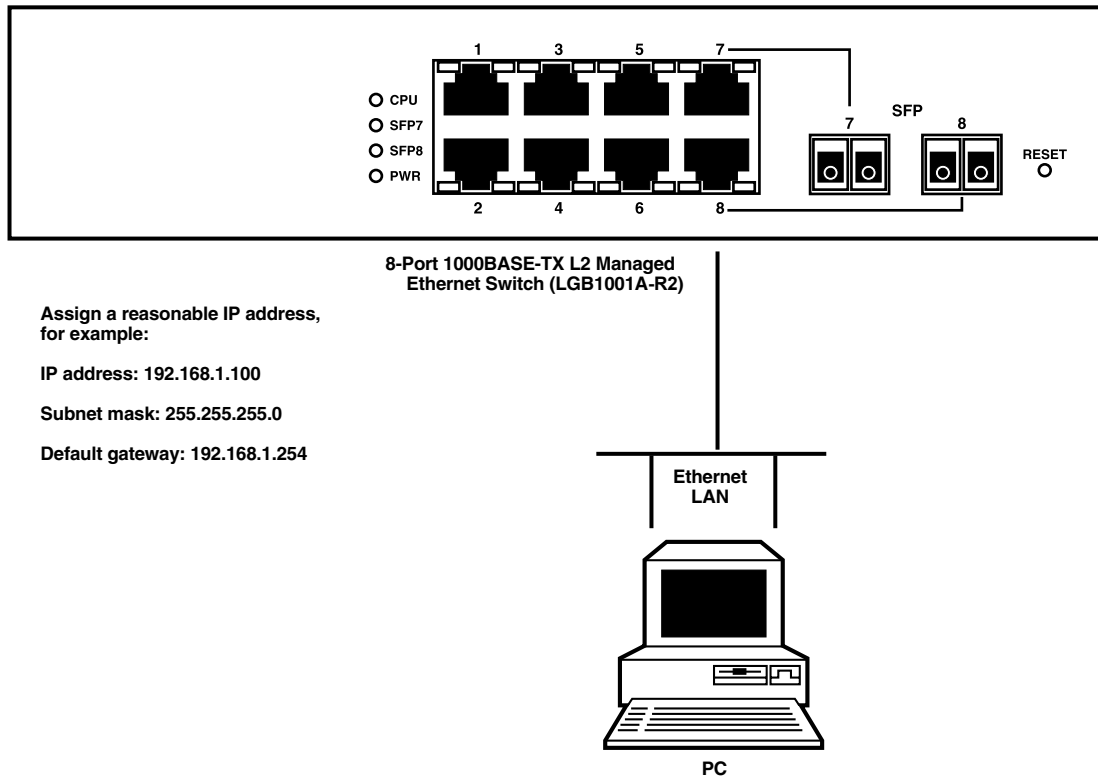 1 3 5 7
CPU
SFP7
SFP8
PWR
2 4 6 8
SFP
7 8
RESET
8-Port 1000BASE-TX L2 Managed
Ethernet Switch (LGB1001A-R2)
Assign a reasonable IP address,
for example:
IP address: 192.168.1.100
Subnet mask: 255.255.255.0
Default gateway: 192.168.1.254
Ethernet
LAN
PC